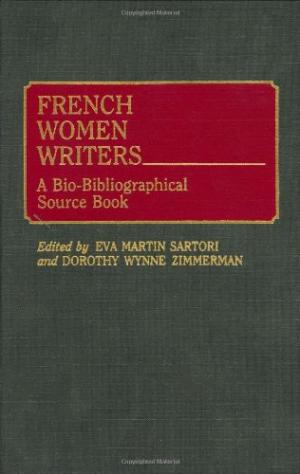 FRENCH
WOMEN
WRITERS
A Bio-Bibliographical
Source Book
Edited by EVA MARTIN SARTORI
and DOROTHY WYNNE ZIMMERMAN